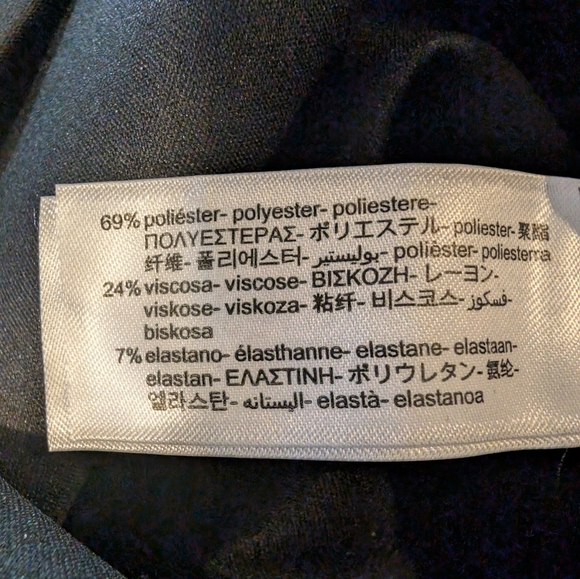 69% poliéster- polyester- poliestere-
ΠΟΛΥΕΣΤΕΡΑΣ- ポリエステル- poliester- 聚酯
纤维- 폴리에스터- بوليستير- polièster- poliesterra
24% viscosa- viscose- ΒΙΣΚΟΖΗ- レーヨン-
viskose- viskoza- 粘纤- 비스코스- فسكوز-
biskosa
7% elastano- élasthanne- elastane- elastaan-
elastan- ΕΛΑΣΤΙΝΗ- ポリウレタン- 氨纶-
엘라스탄- اليستانه- elastà- elastanoa